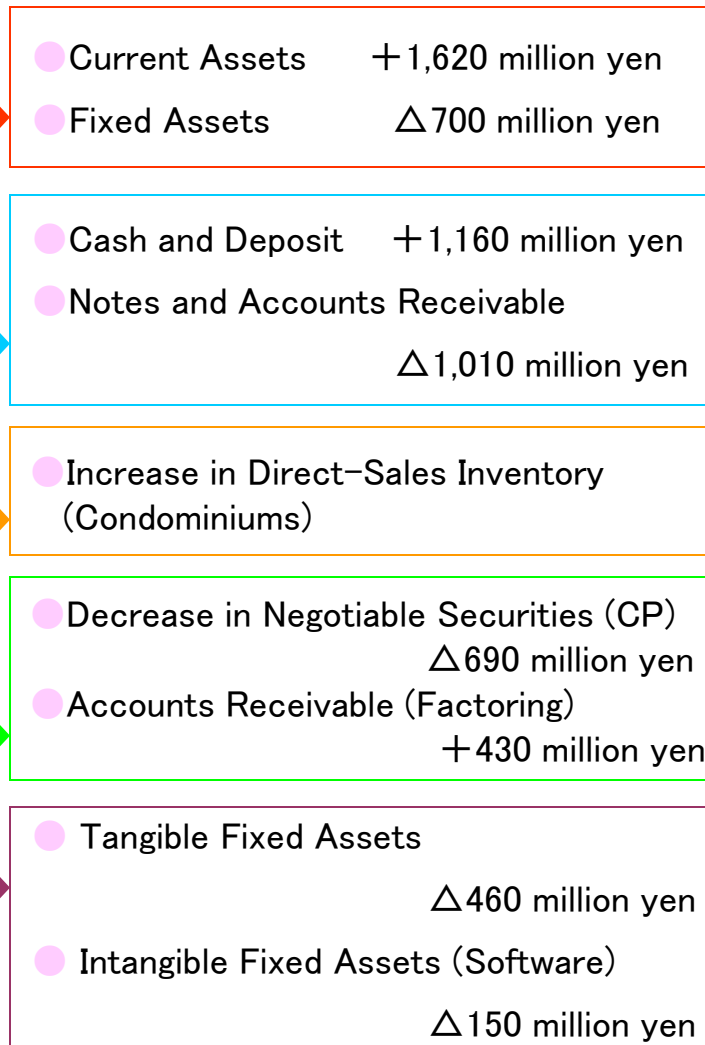 ●Current Assets ＋1,620 million yen
●Fixed Assets △700 million yen
●Cash and Deposit ＋1,160 million yen
●Notes and Accounts Receivable
△1,010 million yen
●Increase in Direct-Sales Inventory
(Condominiums)
●Decrease in Negotiable Securities (CP)
△690 million yen
●Accounts Receivable (Factoring)
＋430 million yen
● Tangible Fixed Assets
△460 million yen
● Intangible Fixed Assets (Software)
△150 million yen